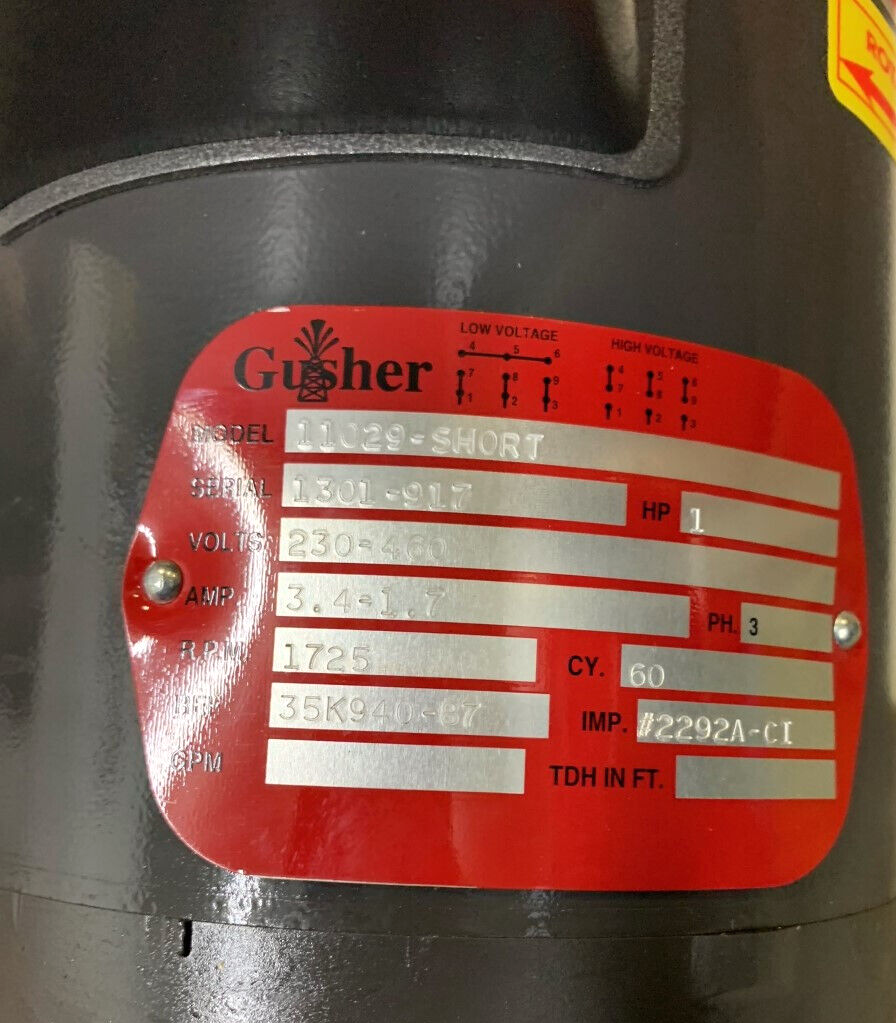 ROT
Gusher
LOW VOLTAGE
4 5 6
7 8 9
1 2 3
HIGH VOLTAGE
4 5 6
7 8 9
1 2 3
MODEL 11029-SHORT
SERIAL 1301-917 HP 1
VOLTS 230-460
AMP. 3.4-1.7 PH. 3
R.P.M. 1725 CY. 60
35K940-87 IMP. #2292A-CI
GPM TDH IN FT.